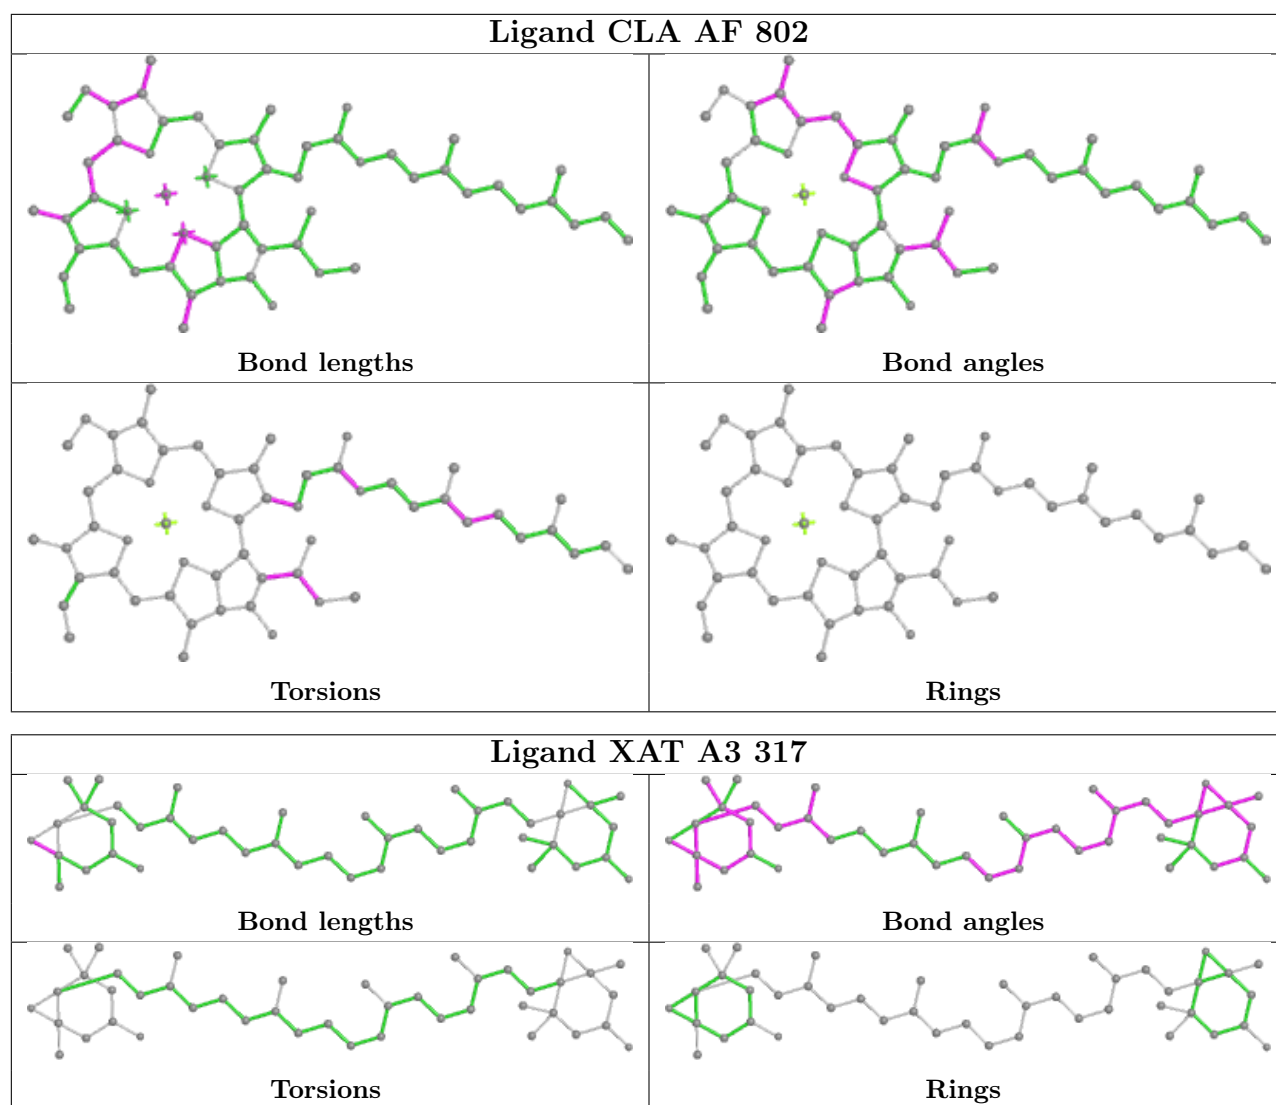 Ligand CLA AF 802
Bond lengths
Bond angles
Torsions
Rings
Ligand XAT A3 317
Bond lengths
Bond angles
Torsions
Rings